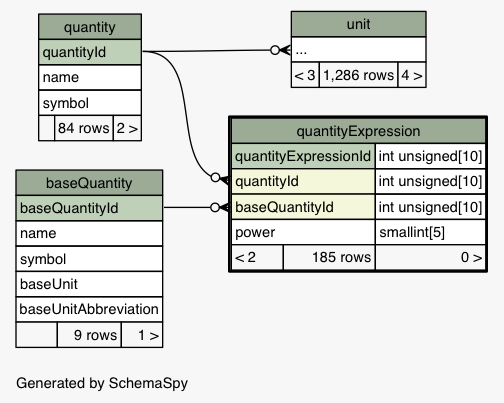 quantity
quantityId
name
symbol
84 rows 2 >
unit
...
< 3 1,286 rows 4 >
quantityExpression
quantityExpressionId int unsigned[10]
quantityId int unsigned[10]
baseQuantityId int unsigned[10]
power smallint[5]
< 2 185 rows 0 >
baseQuantity
baseQuantityId
name
symbol
baseUnit
baseUnitAbbreviation
9 rows 1 >
Generated by SchemaSpy